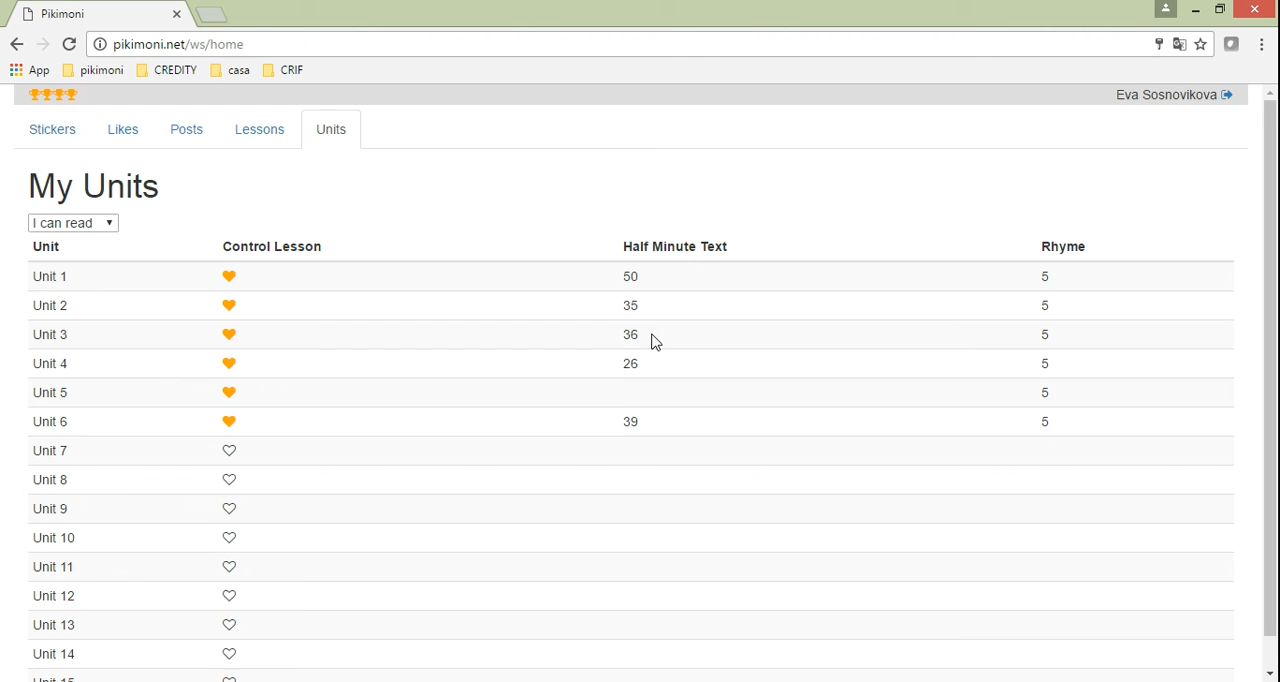 Pikimoni
pikimoni.net/ws/home
App pikimoni CREDITY casa CRIF
Eva Sosnovikova
Stickers Likes Posts Lessons Units
My Units
I can read
Unit Control Lesson Half Minute Text Rhyme
Unit 1 50 5
Unit 2 35 5
Unit 3 36 5
Unit 4 26 5
Unit 5 5
Unit 6 39 5
Unit 7
Unit 8
Unit 9
Unit 10
Unit 11
Unit 12
Unit 13
Unit 14
Unit 15